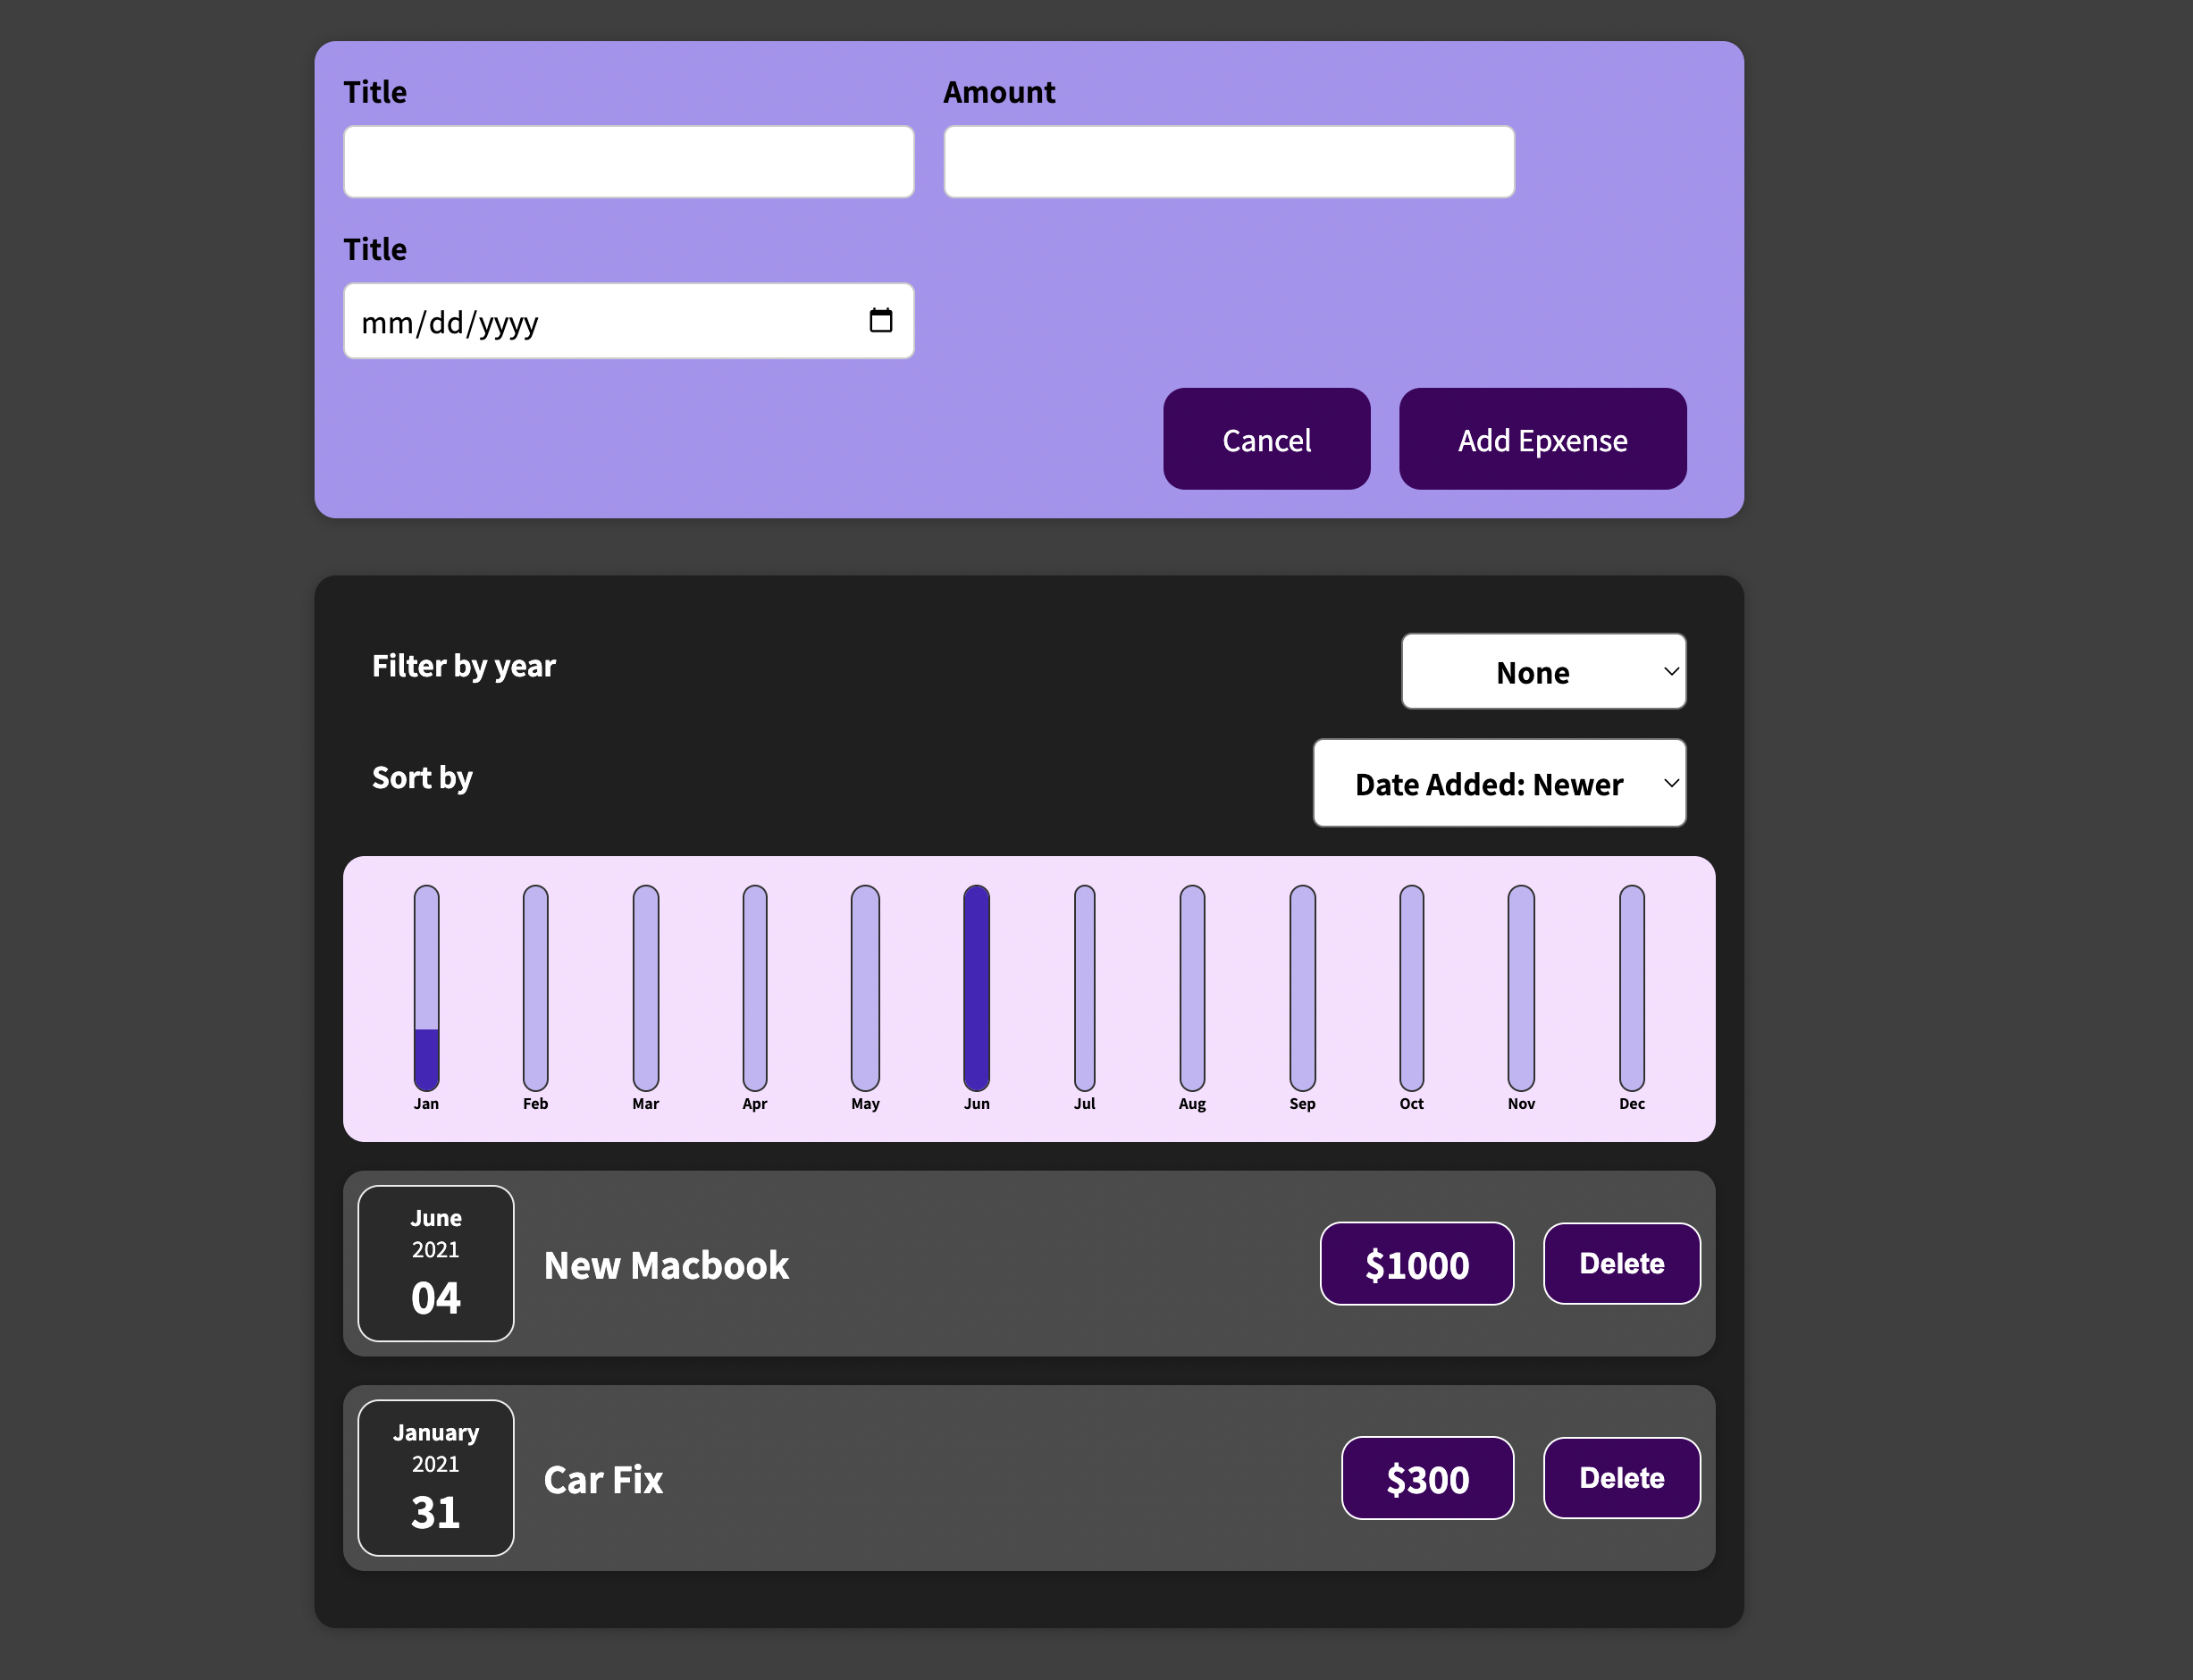 Title
Amount
Title
mm/dd/yyyy
Cancel
Add Epxense
Filter by year
None
Sort by
Date Added: Newer
Jan Feb Mar Apr May Jun Jul Aug Sep Oct Nov Dec
June
2021
04
New Macbook
$1000
Delete
January
2021
31
Car Fix
$300
Delete